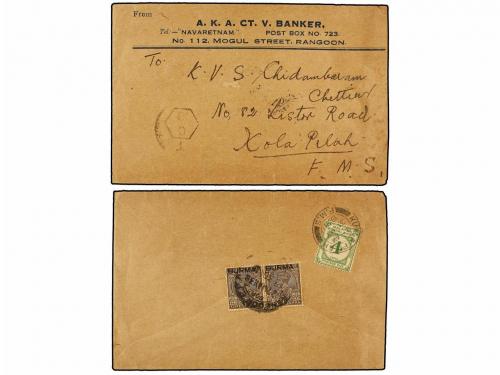 From
A. K. A. CT. V. BANKER,
Tel:—"NAVARETNAM" POST BOX NO. 723.
No. 112, MOGUL STREET, RANGOON.
To.
K. V. S. Chidambaram
Chettiar
No. 82 Lister Road
Kola Pilah
F. M. S.
4
BURMA BURMA